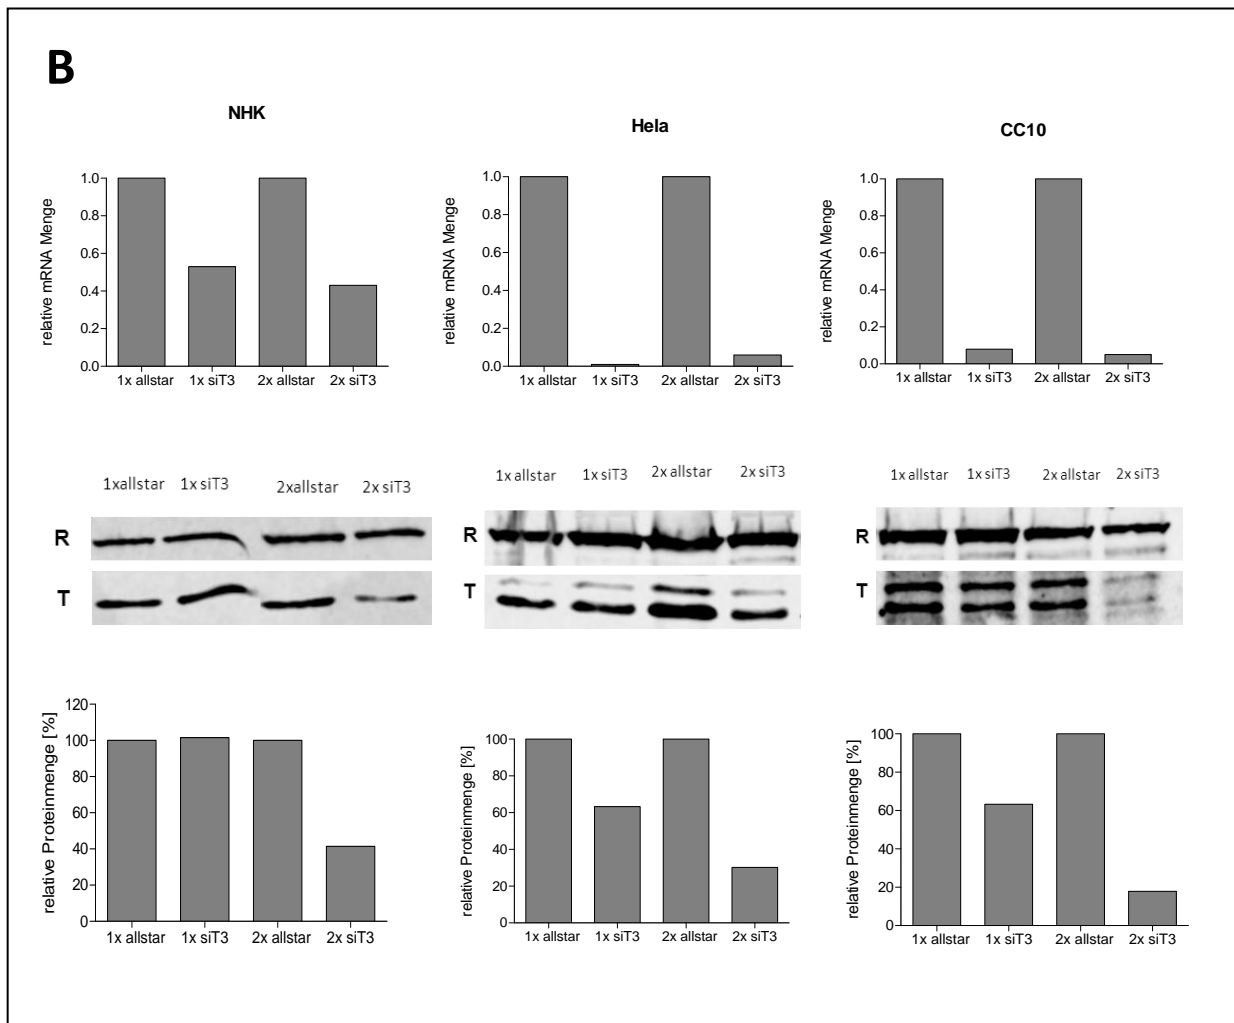 B
NHK
Hela
CC10
relative mRNA Menge
1.0
0.8
0.6
0.4
0.2
0.0
1x allstar
1x siT3
2x allstar
2x siT3
relative mRNA Menge
1.0
0.8
0.6
0.4
0.2
0.0
1x allstar
1x siT3
2x allstar
2x siT3
relative mRNA Menge
1.0
0.8
0.6
0.4
0.2
0.0
1x allstar
1x siT3
2x allstar
2x siT3
1xallstar
1x siT3
2xallstar
2x siT3
R
T
1x allstar
1x siT3
2x allstar
2x siT3
R
T
1x allstar
1x siT3
2x allstar
2x siT3
R
T
relative Proteinmenge [%]
120
100
80
60
40
20
0
1x allstar
1x siT3
2x allstar
2x siT3
relative Proteinmenge [%]
100
80
60
40
20
0
1x allstar
1x siT3
2x allstar
2x siT3
relative Proteinmenge [%]
100
80
60
40
20
0
1x allstar
1x siT3
2x allstar
2x siT3